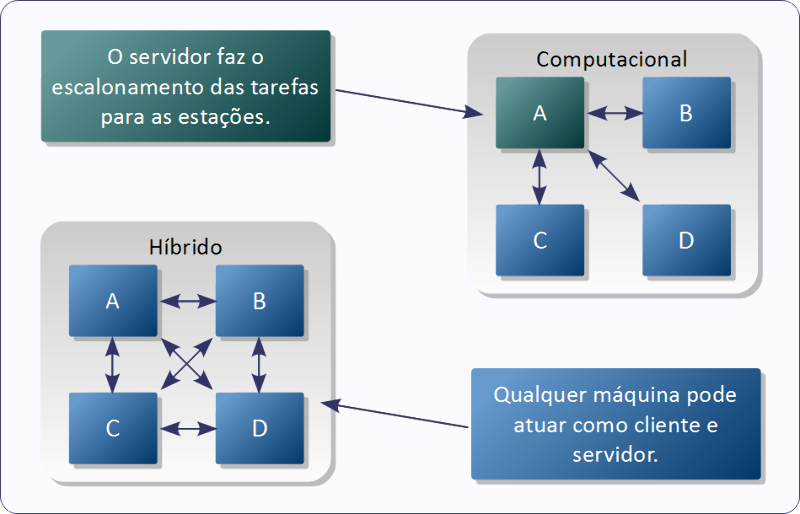 O servidor faz o
escalonamento das tarefas
para as estações.
Computacional
A
B
C
D
Híbrido
A
B
C
D
Qualquer máquina pode
atuar como cliente e
servidor.